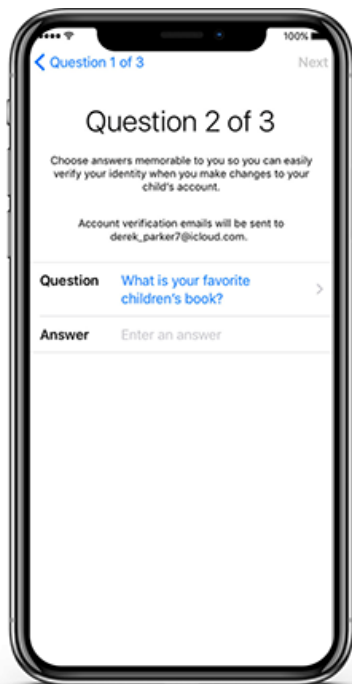 100%
Question 1 of 3 Next
Question 2 of 3
Choose answers memorable to you so you can easily
verify your identity when you make changes to your
child's account.
Account verification emails will be sent to
derek_parker7@icloud.com.
Question What is your favorite
children's book?
Answer Enter an answer